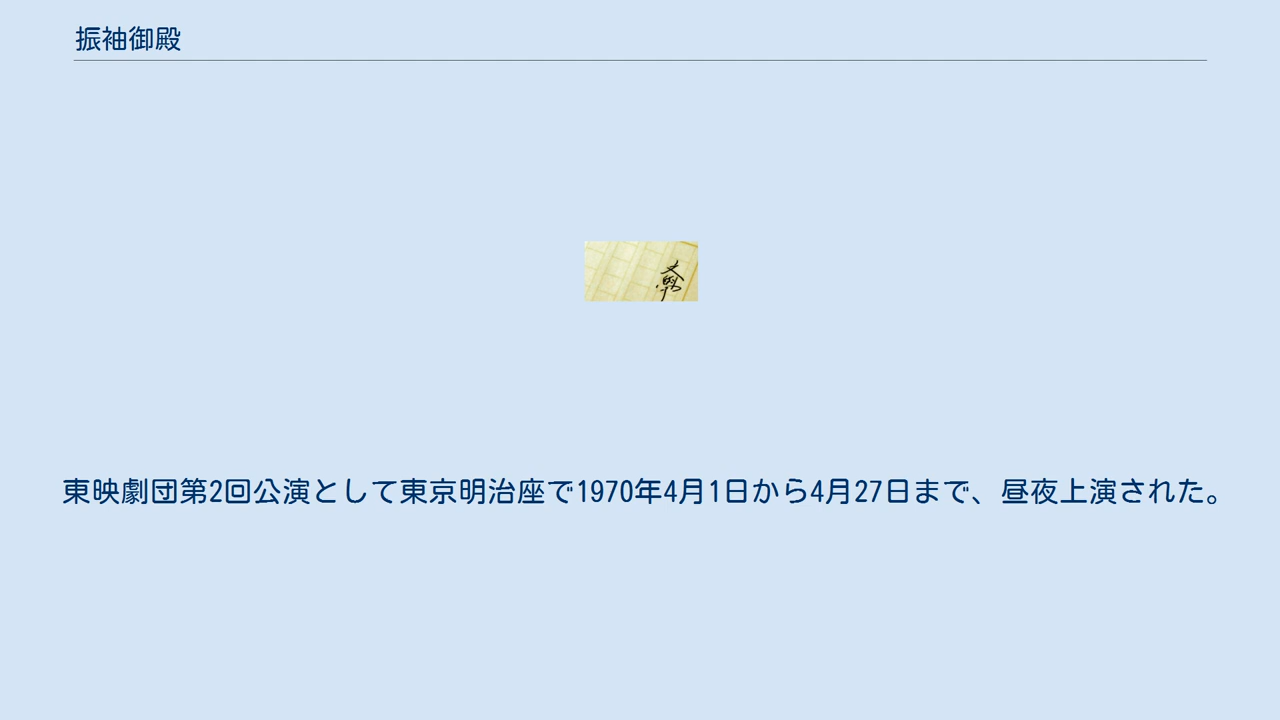 振袖御殿
東映劇団第2回公演として東京明治座で1970年4月1日から4月27日まで、昼夜上演された。